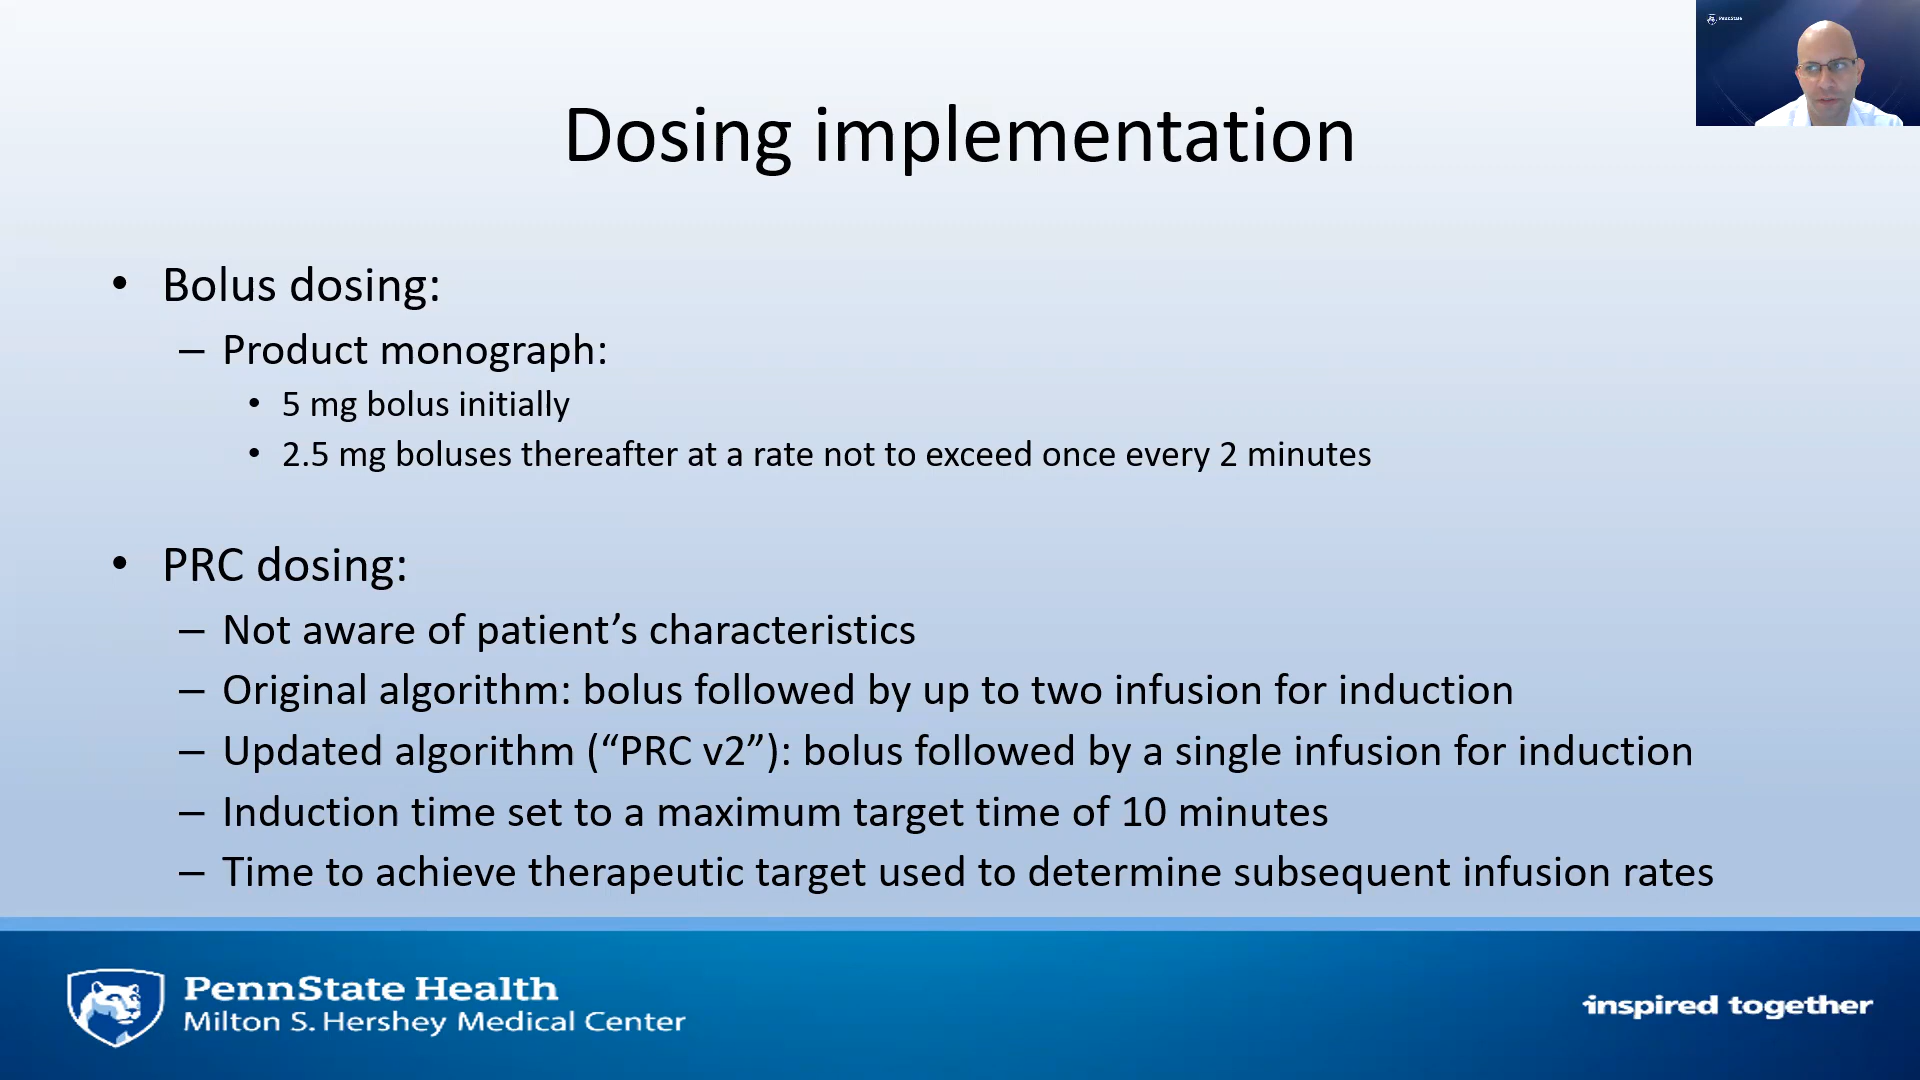 Dosing implementation
• Bolus dosing:
– Product monograph:
• 5 mg bolus initially
• 2.5 mg boluses thereafter at a rate not to exceed once every 2 minutes
• PRC dosing:
– Not aware of patient’s characteristics
– Original algorithm: bolus followed by up to two infusion for induction
– Updated algorithm (“PRC v2”): bolus followed by a single infusion for induction
– Induction time set to a maximum target time of 10 minutes
– Time to achieve therapeutic target used to determine subsequent infusion rates
PennState Health
Milton S. Hershey Medical Center
inspired together